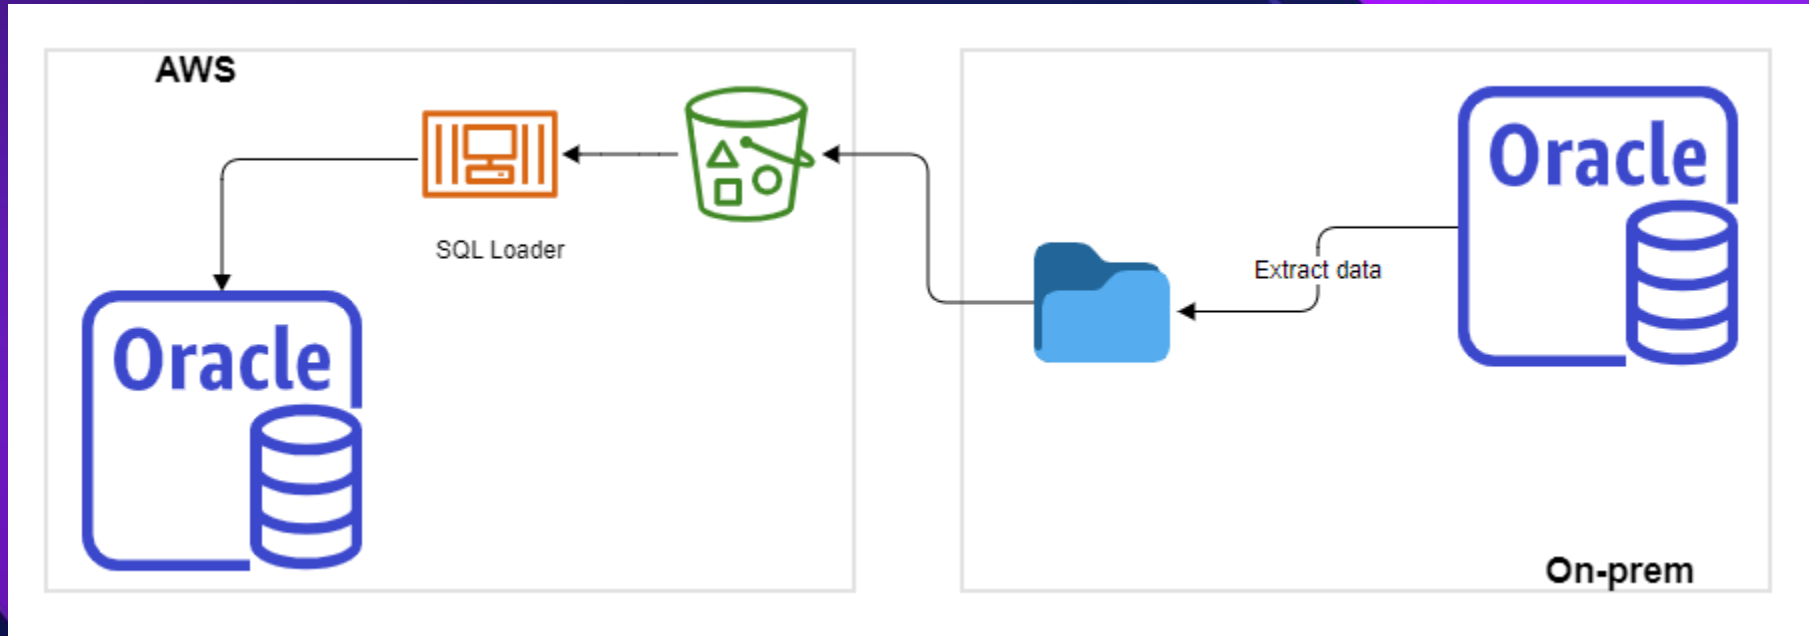 AWS
SQL Loader
Oracle
Oracle
Extract data
On-prem